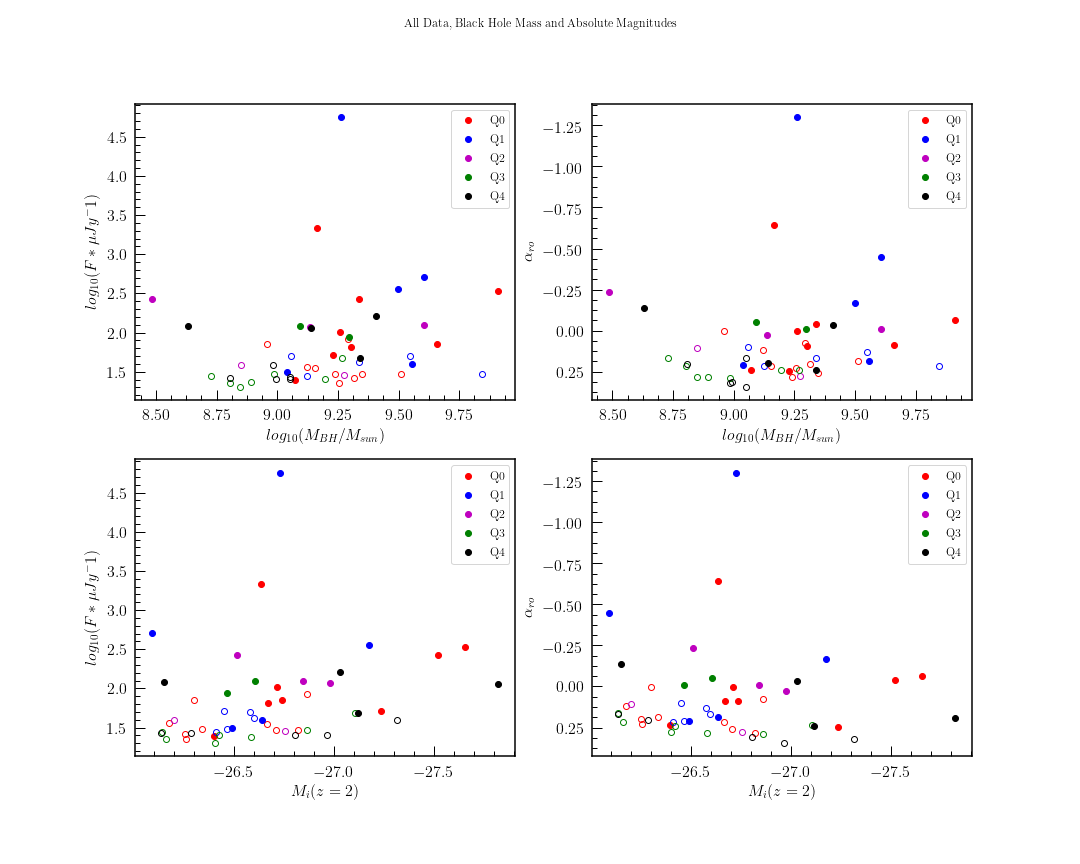 All Data, Black Hole Mass and Absolute Magnitudes
4.5
4.0
3.5
3.0
2.5
2.0
1.5
log10(F * μJy−1)
8.50 8.75 9.00 9.25 9.50 9.75
log10(MBH/Msun)
Q0
Q1
Q2
Q3
Q4
−1.25
−1.00
−0.75
−0.50
−0.25
0.00
0.25
αro
8.50 8.75 9.00 9.25 9.50 9.75
log10(MBH/Msun)
Q0
Q1
Q2
Q3
Q4
4.5
4.0
3.5
3.0
2.5
2.0
1.5
log10(F * μJy−1)
−26.5 −27.0 −27.5
Mi(z = 2)
Q0
Q1
Q2
Q3
Q4
−1.25
−1.00
−0.75
−0.50
−0.25
0.00
0.25
αro
−26.5 −27.0 −27.5
Mi(z = 2)
Q0
Q1
Q2
Q3
Q4